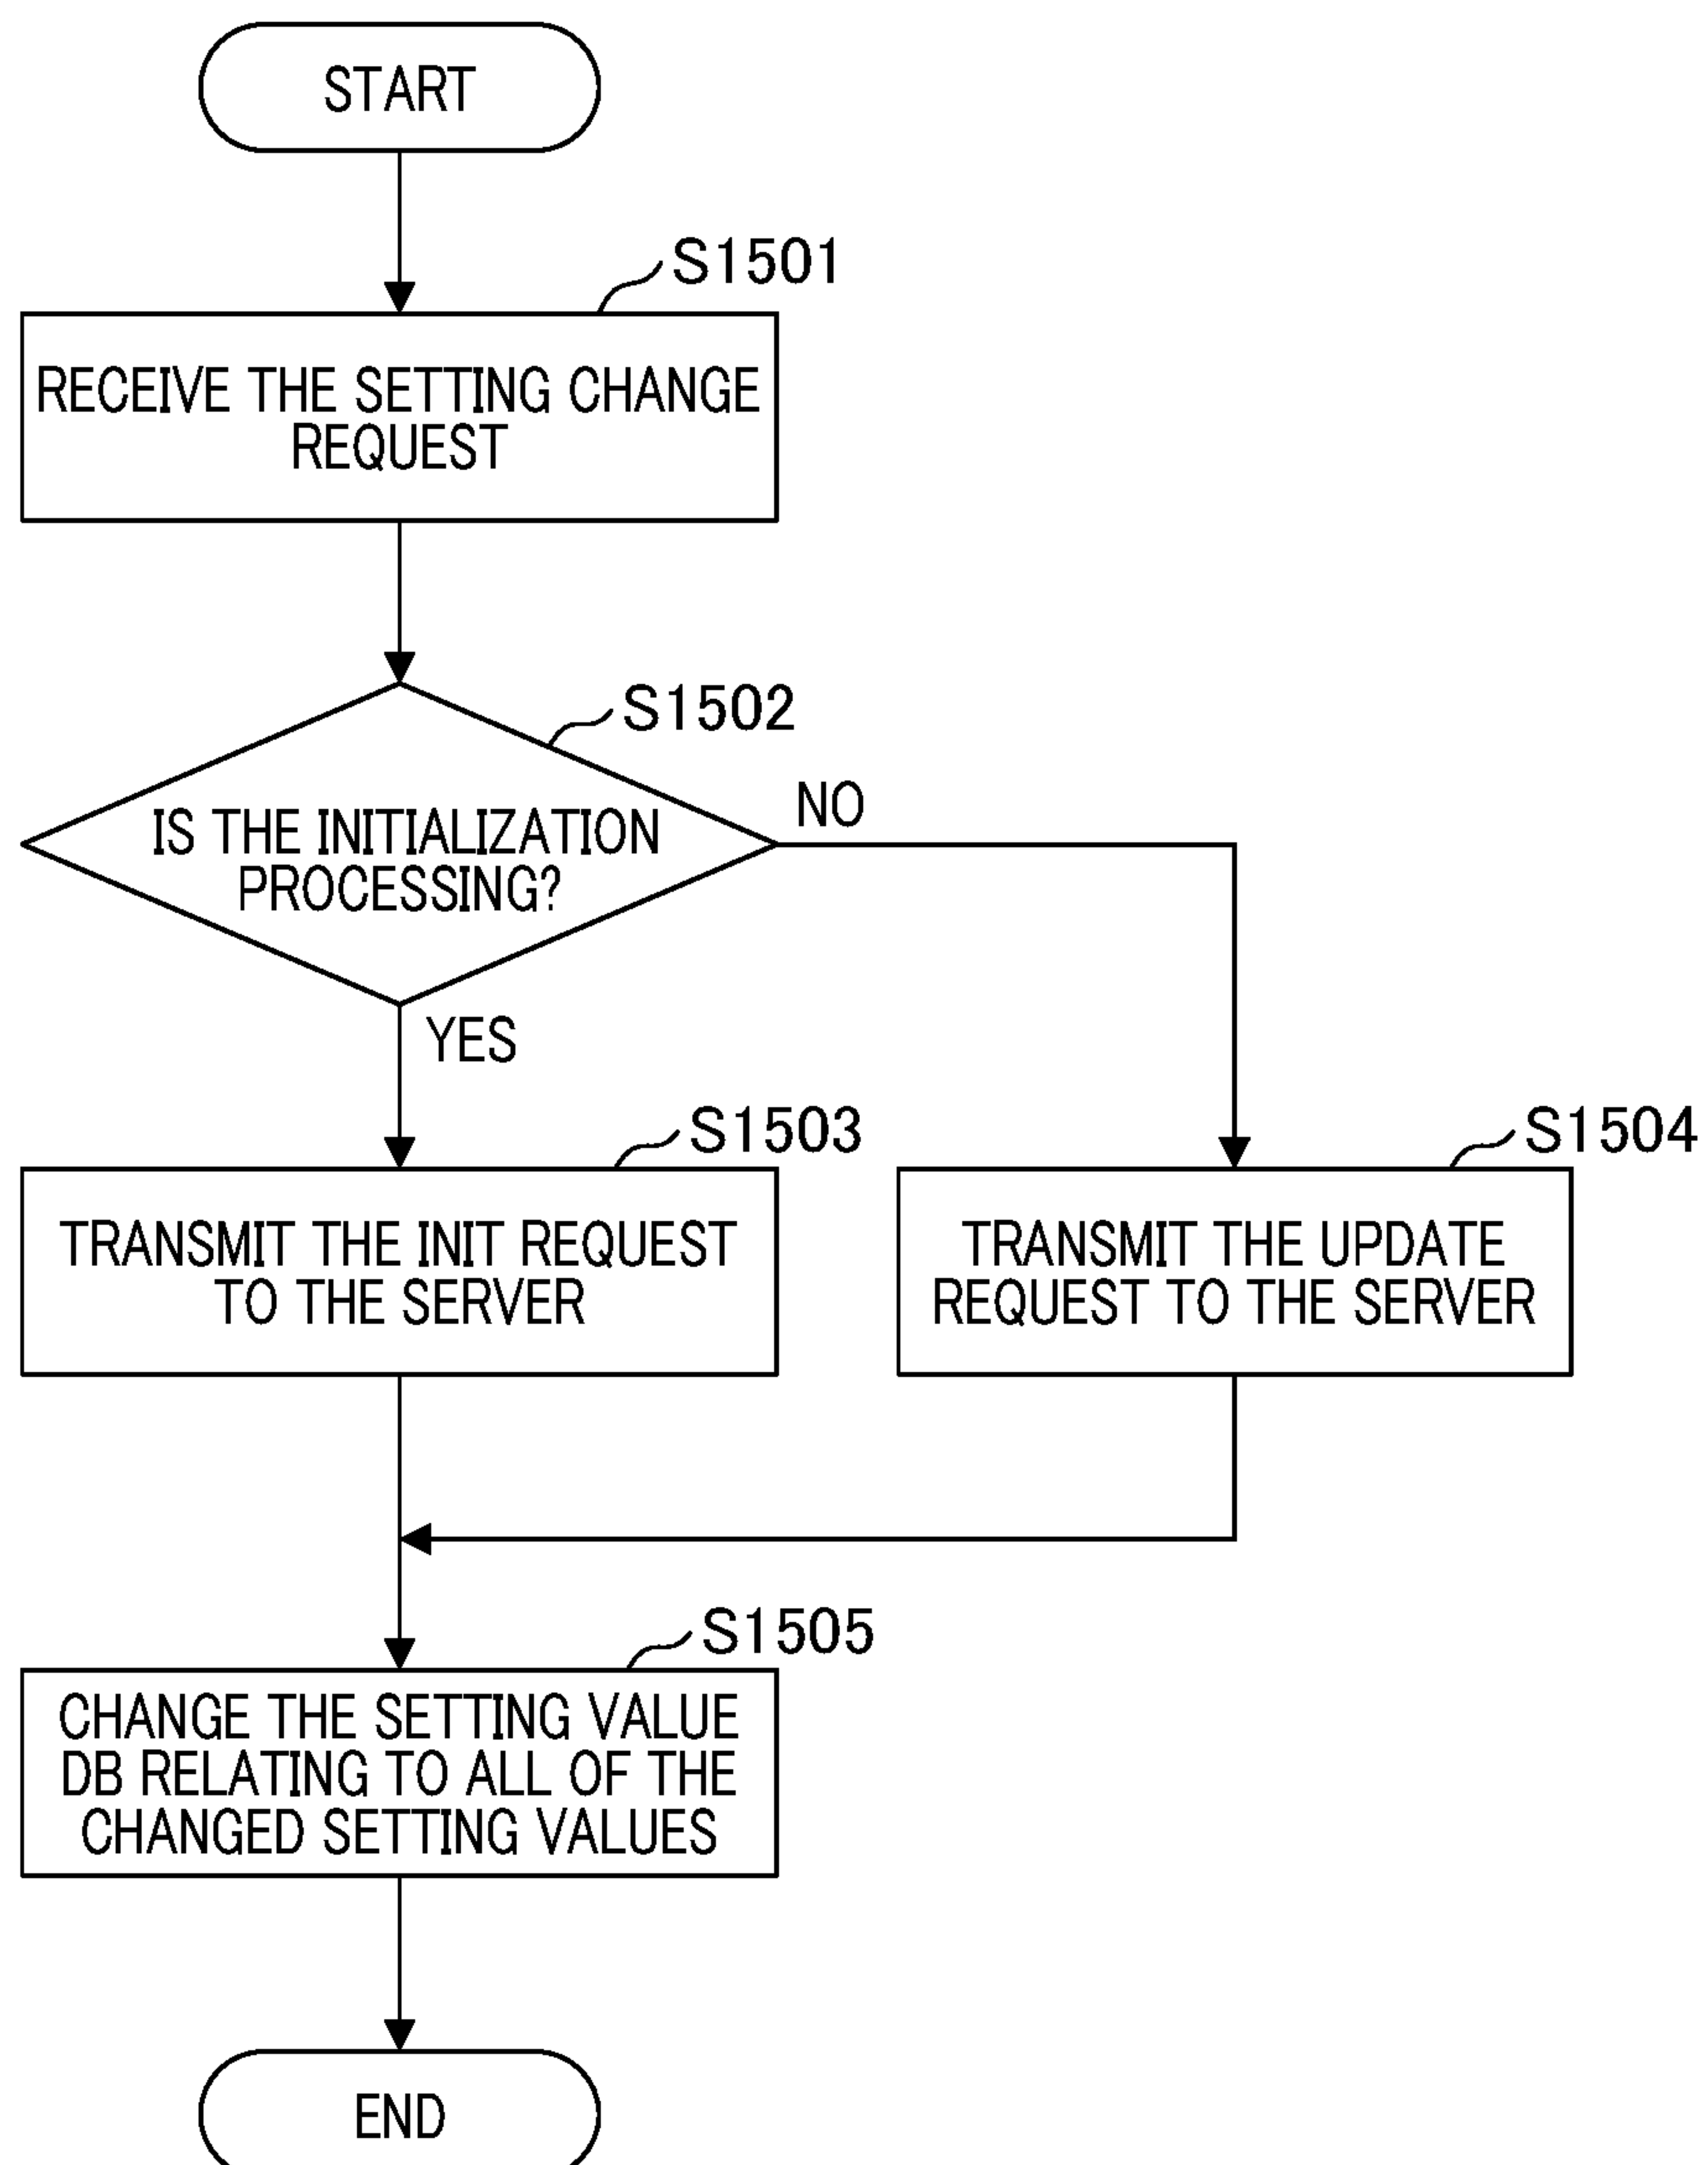 START
S1501
RECEIVE THE SETTING CHANGE
REQUEST
S1502
IS THE INITIALIZATION
PROCESSING?
NO
YES
S1503
TRANSMIT THE INIT REQUEST
TO THE SERVER
S1504
TRANSMIT THE UPDATE
REQUEST TO THE SERVER
S1505
CHANGE THE SETTING VALUE
DB RELATING TO ALL OF THE
CHANGED SETTING VALUES
END